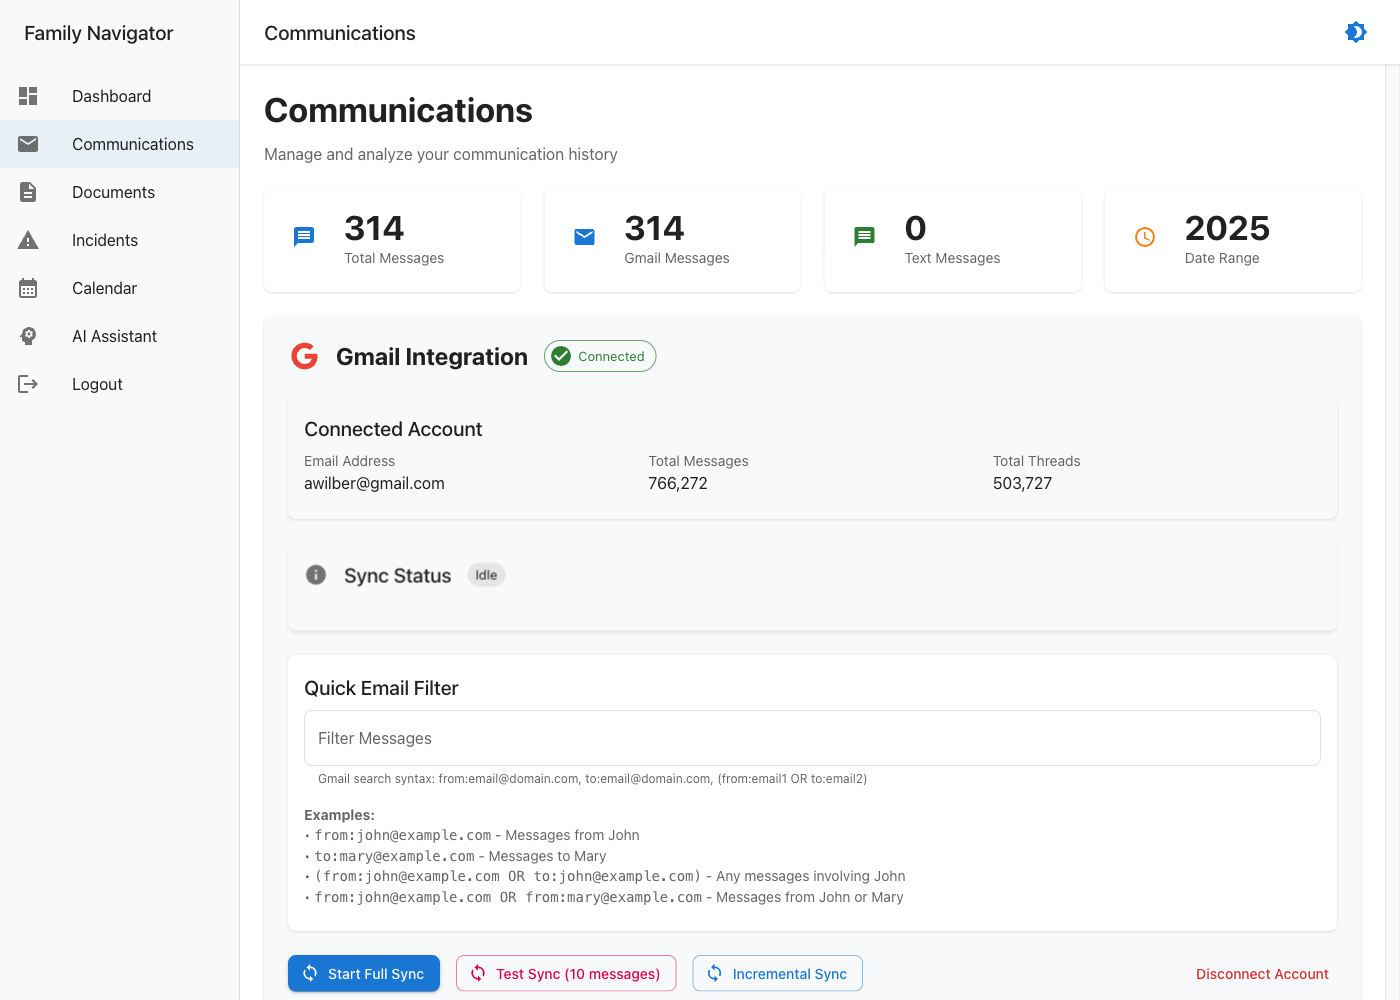 Family Navigator
Communications
Dashboard
Communications
Documents
Incidents
Calendar
AI Assistant
Logout
Communications
Manage and analyze your communication history
314
Total Messages
314
Gmail Messages
0
Text Messages
2025
Date Range
Gmail Integration
Connected
Connected Account
Email Address
awilber@gmail.com
Total Messages
766,272
Total Threads
503,727
Sync Status
Idle
Quick Email Filter
Filter Messages
Gmail search syntax: from:email@domain.com, to:email@domain.com, (from:email1 OR to:email2)
Examples:
• from:john@example.com - Messages from John
• to:mary@example.com - Messages to Mary
• (from:john@example.com OR to:john@example.com) - Any messages involving John
• from:john@example.com OR from:mary@example.com - Messages from John or Mary
Start Full Sync
Test Sync (10 messages)
Incremental Sync
Disconnect Account